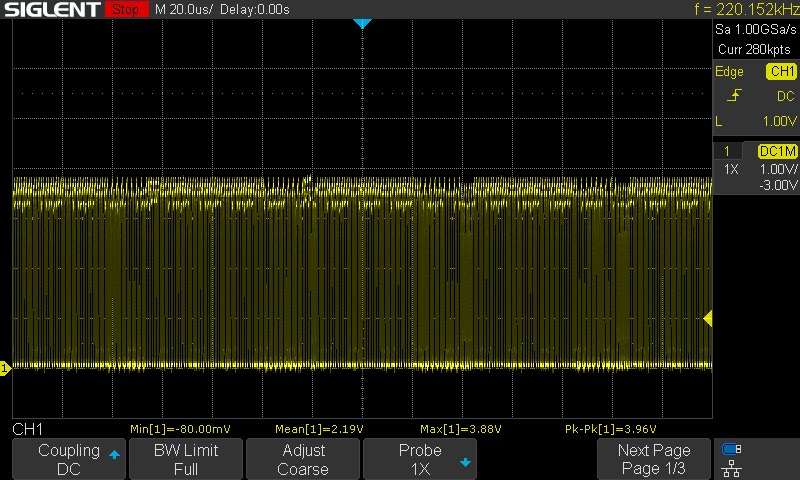 SIGLENT Stop M 20.0us/ Delay:0.00s f = 220.152kHz
Sa 1.00GSa/s
Curr 280kpts
Edge CH1
DC
L 1.00V
1 DC1M
1X 1.00V/
-3.00V
1
CH1 Min[1]=-80.00mV Mean[1]=2.19V Max[1]=3.88V Pk-Pk[1]=3.96V
Coupling BW Limit Adjust Probe Next Page
DC Full Coarse 1X Page 1/3